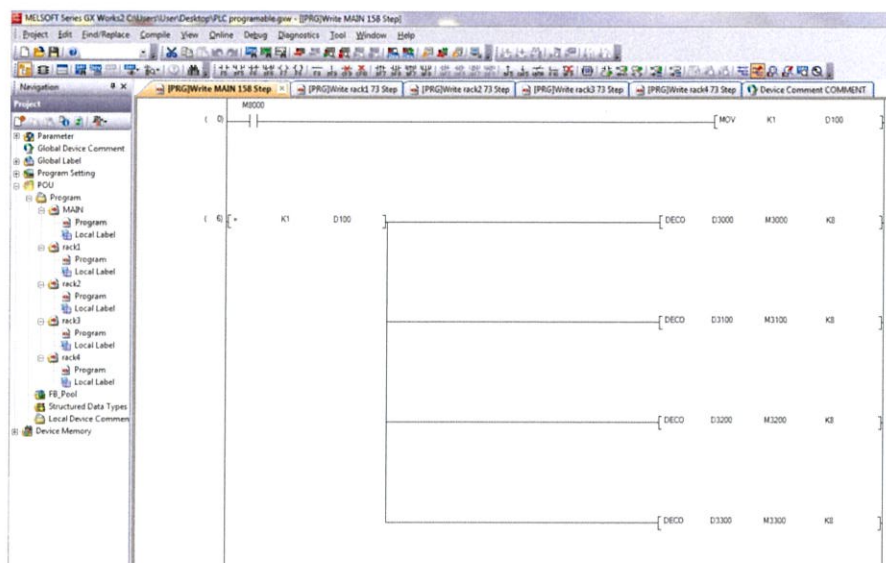 MELSOFT Series GX Works2 C:\Users\User\Desktop\PLC programable.gxw - [[PRG]Write MAIN 158 Step]
Project Edit Find/Replace Compile View Online Debug Diagnostics Tool Window Help
Navigation
[PRG]Write MAIN 158 Step [PRG]Write rack1 73 Step [PRG]Write rack2 73 Step [PRG]Write rack3 73 Step [PRG]Write rack4 73 Step Device Comment COMMENT
Project
Parameter
Global Device Comment
Global Label
Program Setting
POU
Program
MAIN
Program
Local Label
rack1
Program
Local Label
rack2
Program
Local Label
rack3
Program
Local Label
rack4
Program
Local Label
FB_Pool
Structured Data Types
Local Device Commen
Device Memory
M8000
( 0) [ MOV K1 D100 ]
( 6) [ = K1 D100 ] [ DECO D3000 M3000 K8 ]
[ DECO D3100 M3100 K8 ]
[ DECO D3200 M3200 K8 ]
[ DECO D3300 M3300 K8 ]